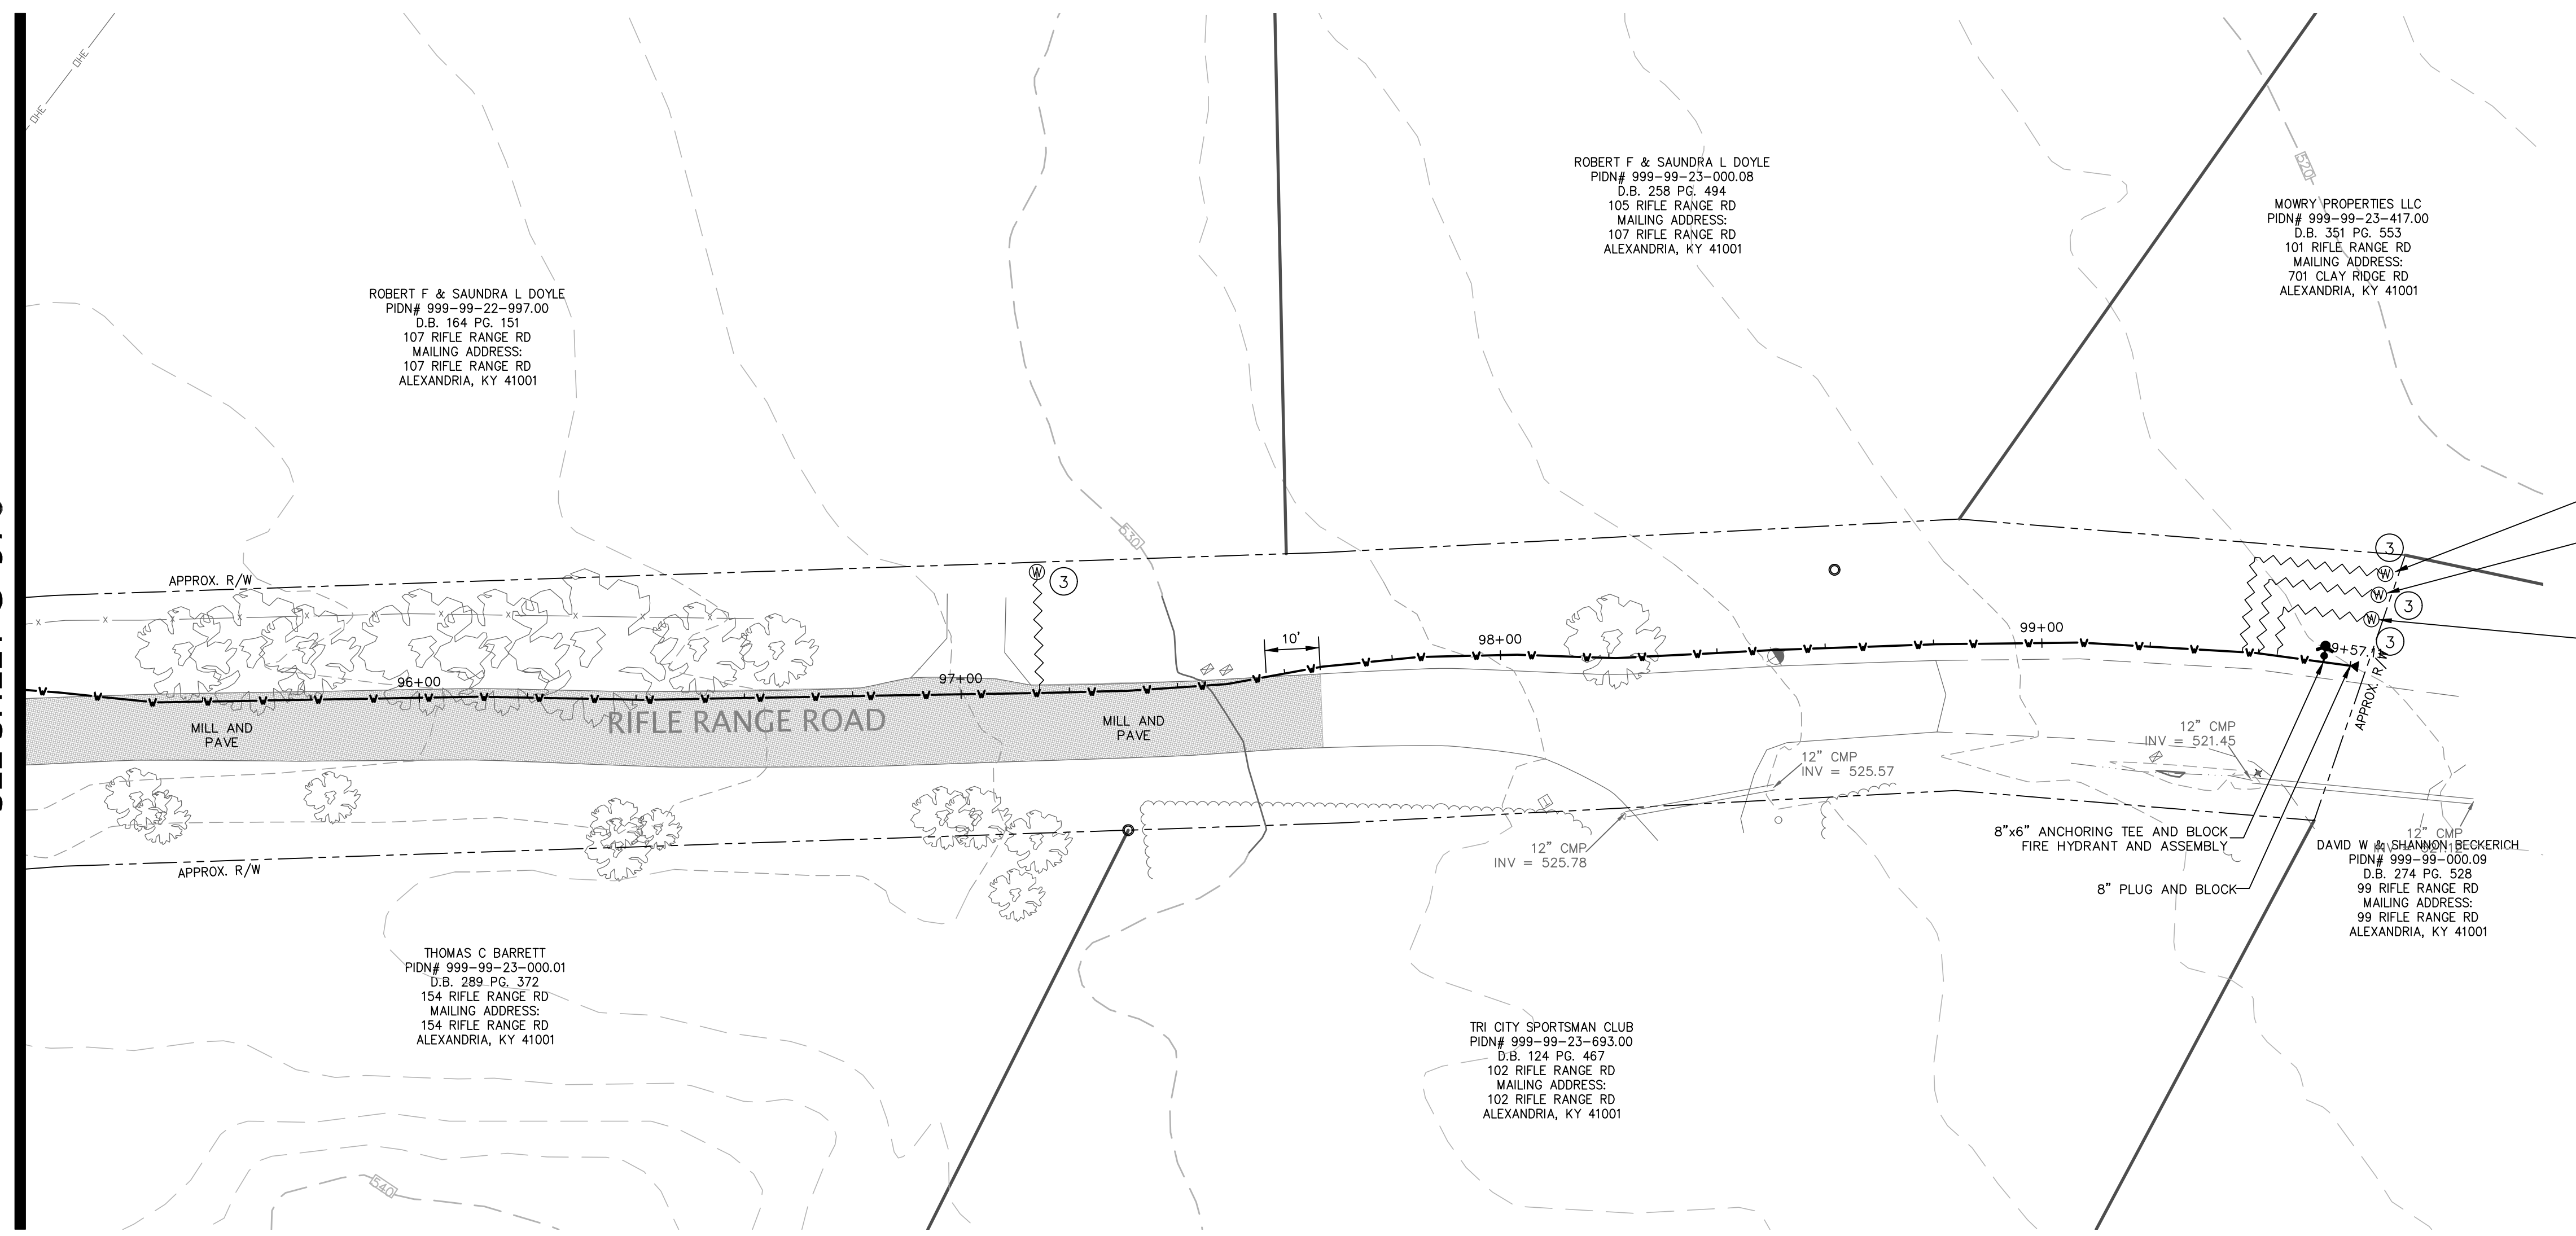 OHE
OHE
ROBERT F & SAUNDRA L DOYLE
PIDN# 999-99-22-997.00
D.B. 164 PG. 151
107 RIFLE RANGE RD
MAILING ADDRESS:
107 RIFLE RANGE RD
ALEXANDRIA, KY 41001
ROBERT F & SAUNDRA L DOYLE
PIDN# 999-99-23-000.08
D.B. 258 PG. 494
105 RIFLE RANGE RD
MAILING ADDRESS:
107 RIFLE RANGE RD
ALEXANDRIA, KY 41001
520
MOWRY PROPERTIES LLC
PIDN# 999-99-23-417.00
D.B. 351 PG. 553
101 RIFLE RANGE RD
MAILING ADDRESS:
701 CLAY RIDGE RD
ALEXANDRIA, KY 41001
530
APPROX. R/W
W
3
10'
96+00
97+00
98+00
99+00
3
W
W
3
W
3
APPROX. R/W
MILL AND
PAVE
RIFLE RANGE ROAD
MILL AND
PAVE
12" CMP
INV = 525.57
12" CMP
INV = 521.45
12" CMP
INV = 525.78
8"x6" ANCHORING TEE AND BLOCK
FIRE HYDRANT AND ASSEMBLY
8" PLUG AND BLOCK
12" CMP
DAVID W & SHANNON BECKERICH
PIDN# 999-99-000.09
D.B. 274 PG. 528
99 RIFLE RANGE RD
MAILING ADDRESS:
99 RIFLE RANGE RD
ALEXANDRIA, KY 41001
APPROX. R/W
THOMAS C BARRETT
PIDN# 999-99-23-000.01
D.B. 289 PG. 372
154 RIFLE RANGE RD
MAILING ADDRESS:
154 RIFLE RANGE RD
ALEXANDRIA, KY 41001
TRI CITY SPORTSMAN CLUB
PIDN# 999-99-23-693.00
D.B. 124 PG. 467
102 RIFLE RANGE RD
MAILING ADDRESS:
102 RIFLE RANGE RD
ALEXANDRIA, KY 41001
540